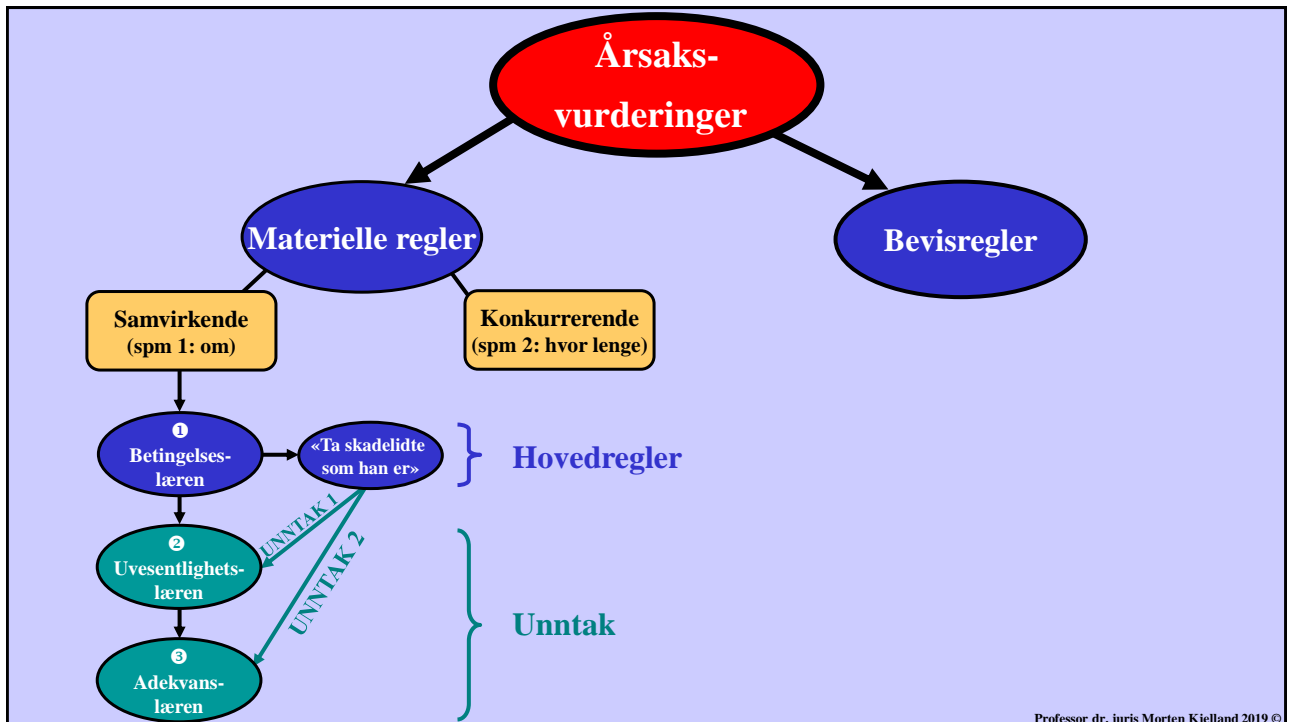 Årsaks-
vurderinger
Materielle regler
Bevisregler
Samvirkende
(spm 1: om)
Konkurrerende
(spm 2: hvor lenge)
❶
Betingelses-
læren
«Ta skadelidte
som han er»
Hovedregler
UNNTAK 1
UNNTAK 2
❷
Uvesentlighets-
læren
Unntak
❸
Adekvans-
læren
Professor dr. juris Morten Kjelland 2019 ©